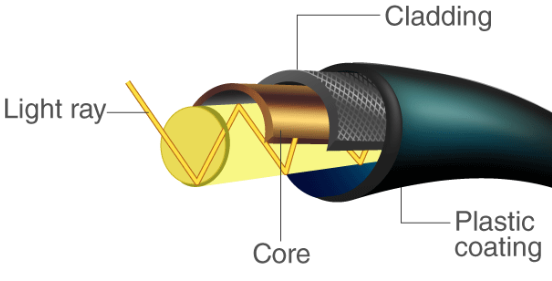 Cladding
Light ray
Plastic
coating
Core